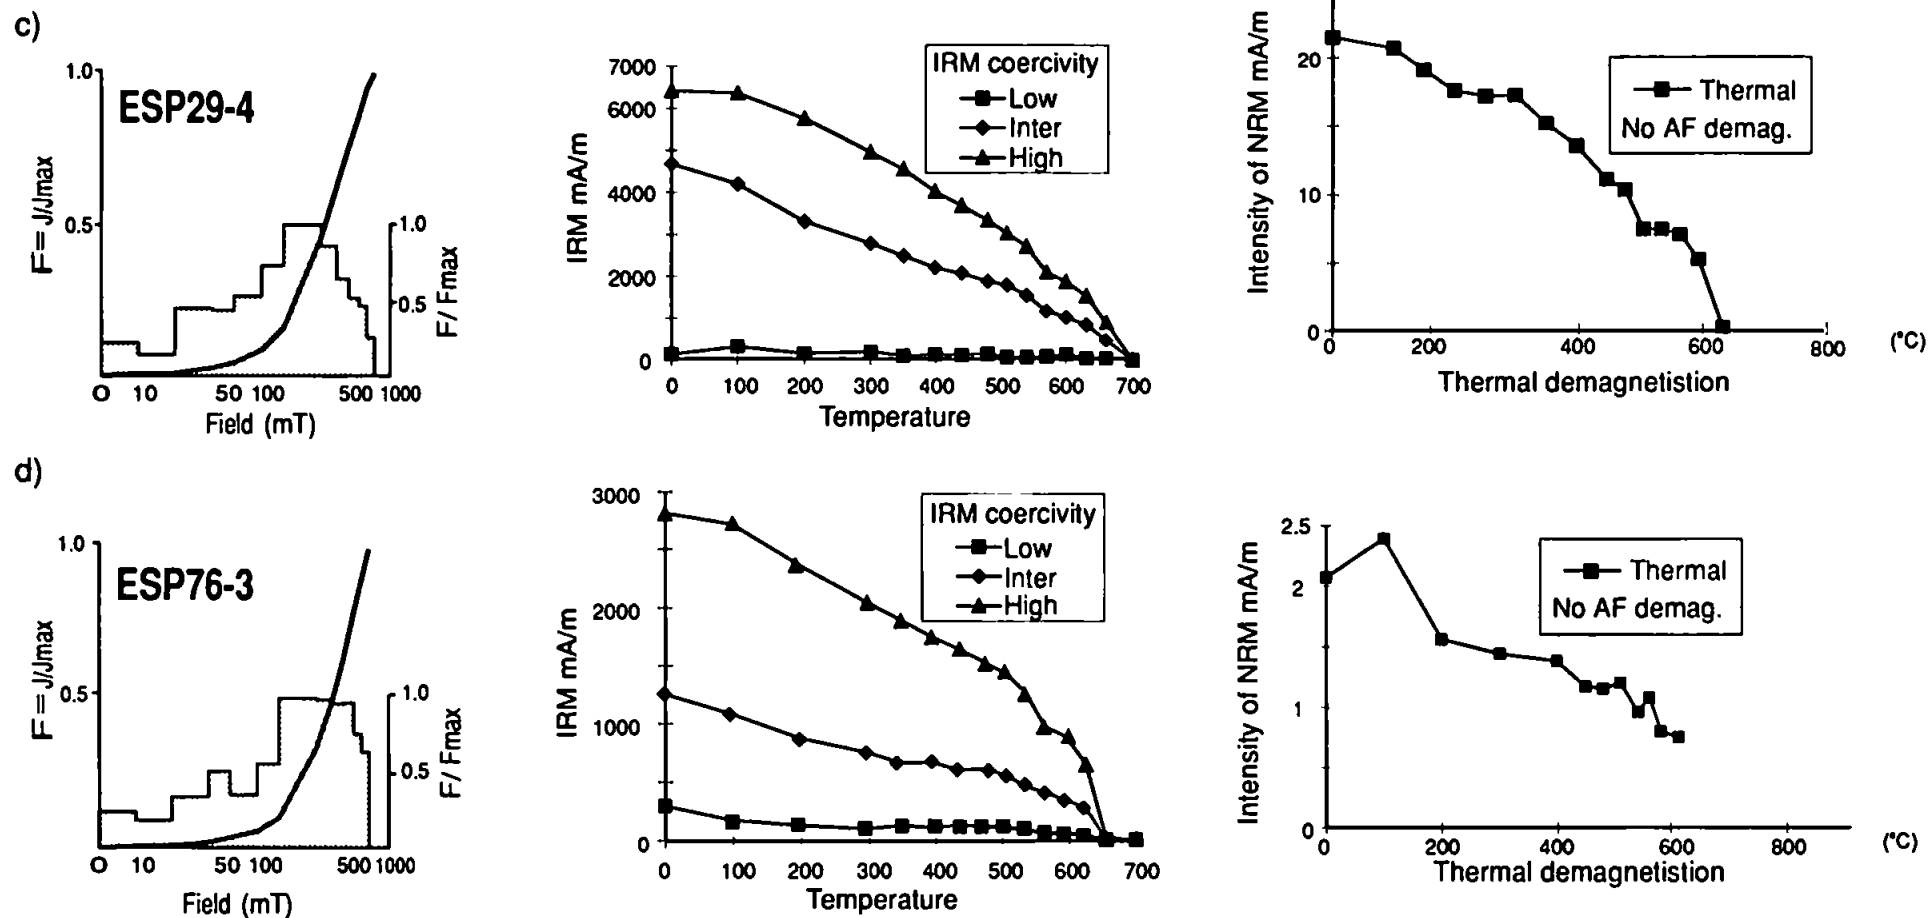 c)
ESP29-4
1.0
0.5
F= J/Jmax
1.0
0.5
F/ Fmax
O 10 50 100 500 1000
Field (mT)
7000
6000
4000
2000
0
IRM mA/m
IRM coercivity
Low
Inter
High
0 100 200 300 400 500 600 700
Temperature
20
10
0
Intensity of NRM mA/m
Thermal
No AF demag.
0 200 400 600 800 (°C)
Thermal demagnetistion
d)
ESP76-3
1.0
0.5
F= J/Jmax
1.0
0.5
F/ Fmax
O 10 50 100 500 1000
Field (mT)
3000
2000
1000
0
IRM mA/m
IRM coercivity
Low
Inter
High
0 100 200 300 400 500 600 700
Temperature
2.5
2
1
0
Intensity of NRM mA/m
Thermal
No AF demag.
0 200 400 600 800 (°C)
Thermal demagnetistion